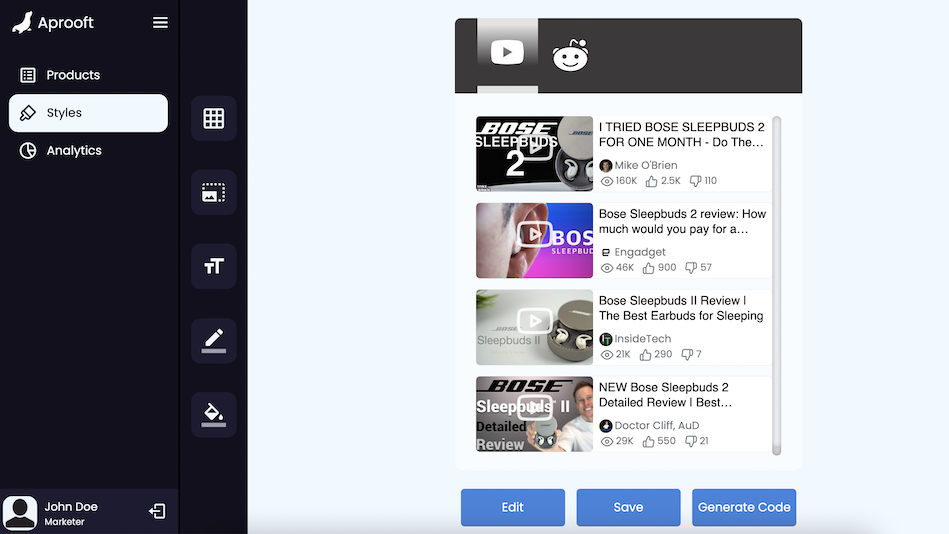 Aprooft
Products
Styles
Analytics
John Doe
Marketer
BOSE
SLEEPBUDS
2
I TRIED BOSE SLEEPBUDS 2
FOR ONE MONTH - Do The...
Mike O'Brien
160K 2.5K 110
BOS
SLEEPBUD
Bose Sleepbuds 2 review: How
much would you pay for a...
Engadget
46K 900 57
Sleepbuds II
Bose Sleepbuds II Review |
The Best Earbuds for Sleeping
InsideTech
21K 290 7
BOSE
Sleepbuds II
Detailed
Review
NEW Bose Sleepbuds 2
Detailed Review | Best...
Doctor Cliff, AuD
29K 550 21
Edit
Save
Generate Code